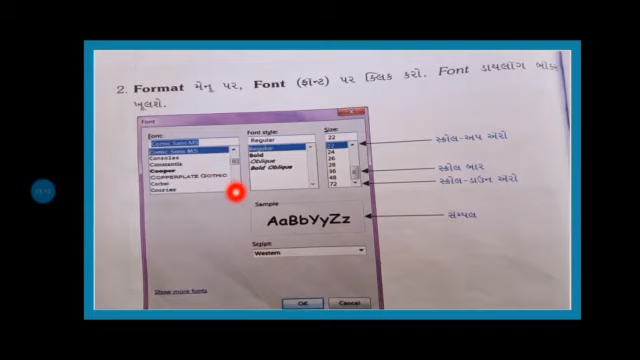 2. Format મેનૂ પર, Font (ફૉન્ટ) પર ક્લિક કરો. Font ડાયલૉગ બૉક્સ
ખૂલશે.
Font
Font: Font style: Size:
Comic Sans MS Regular 22
Comic Sans MS Regular 22
Consolas Bold 24
Constantia Oblique 26
Cooper Bold Oblique 28
COPPERPLATE GOTHIC 36
Corbel 48
Courier 72
સ્ક્રોલ-અપ ઍરો
સ્ક્રોલ બાર
સ્ક્રોલ-ડાઉન ઍરો
Sample
AaBbYyZz
સૅમ્પલ
Script:
Western
Show more fonts
OK Cancel